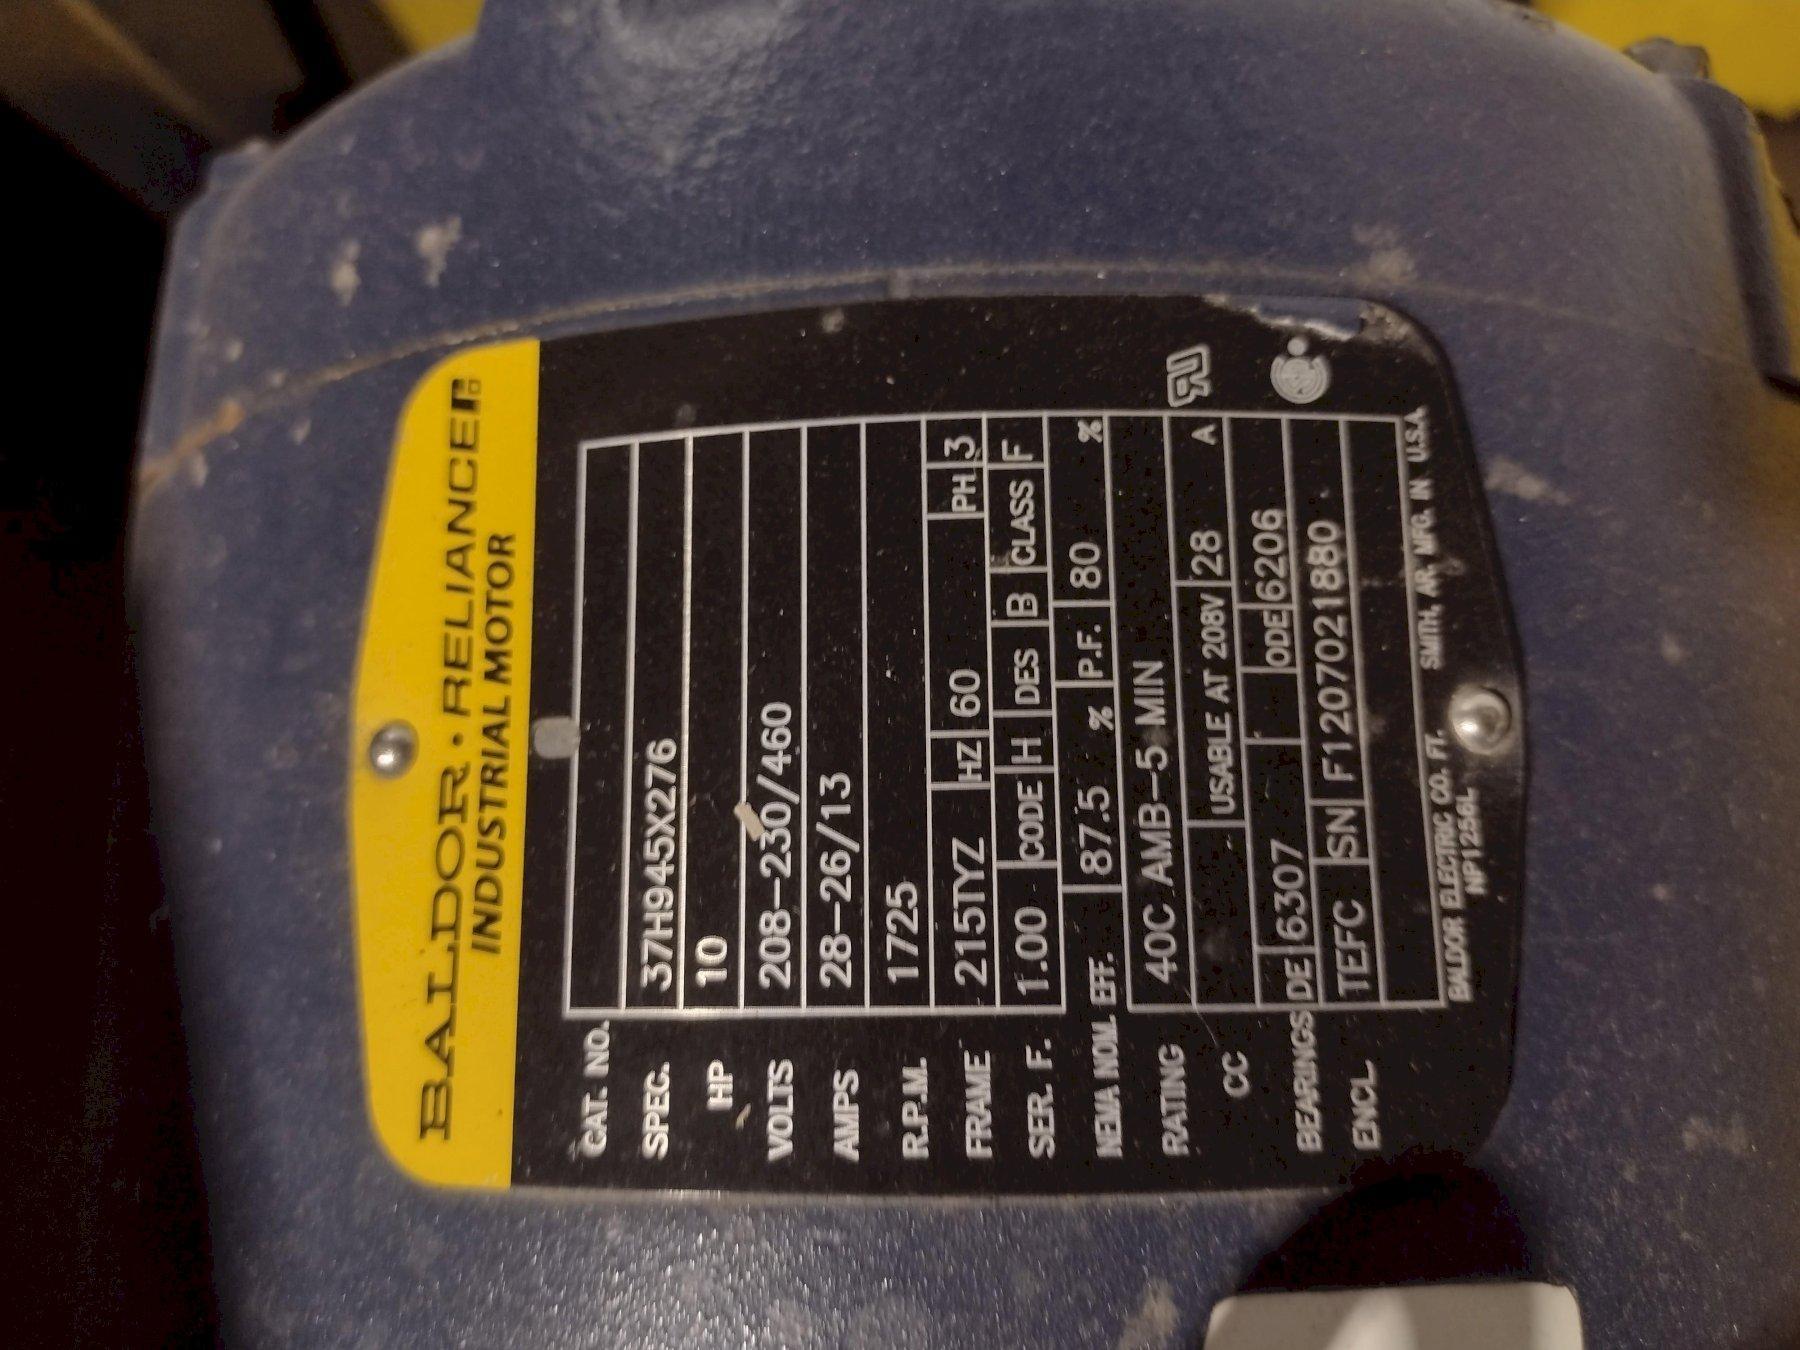 BALDOR · RELIANCE
INDUSTRIAL MOTOR
CAT. NO.
SPEC. 37H945X276
HP 10
VOLTS 208-230/460
AMPS 28-26/13
R.P.M. 1725
FRAME 215TYZ HZ 60 PH 3
SER. F. 1.00 CODE H DES B CLASS F
NEMA NOM. EFF. 87.5 % P.F. 80 %
RATING 40C AMB-5 MIN
CC USABLE AT 208V 28 A
BEARINGS DE 6307 ODE 6206
ENCL. TEFC SN F1207021880
BALDOR ELECTRIC CO. FT. SMITH, AR. MFG. IN U.S.A.
NP1256L